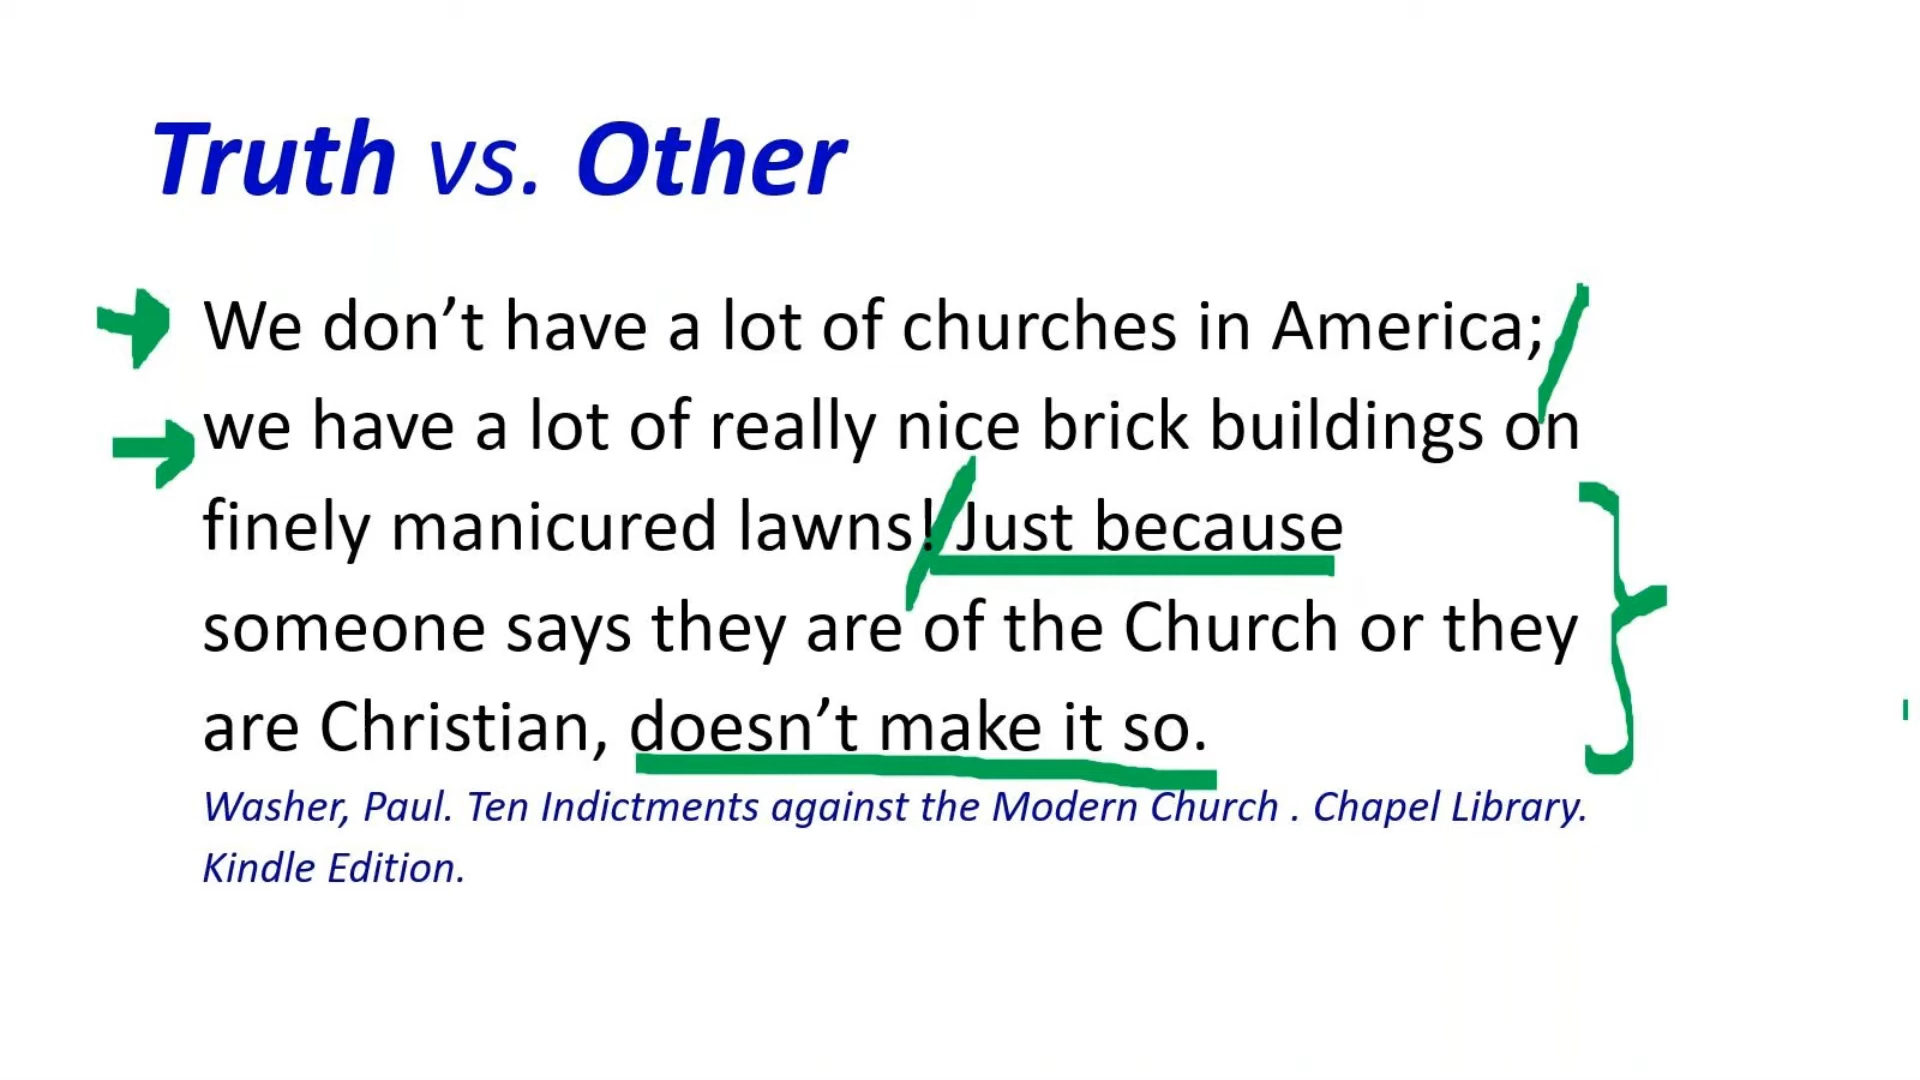 Truth vs. Other
We don’t have a lot of churches in America;
we have a lot of really nice brick buildings on
finely manicured lawns! Just because
someone says they are of the Church or they
are Christian, doesn’t make it so.
Washer, Paul. Ten Indictments against the Modern Church . Chapel Library.
Kindle Edition.